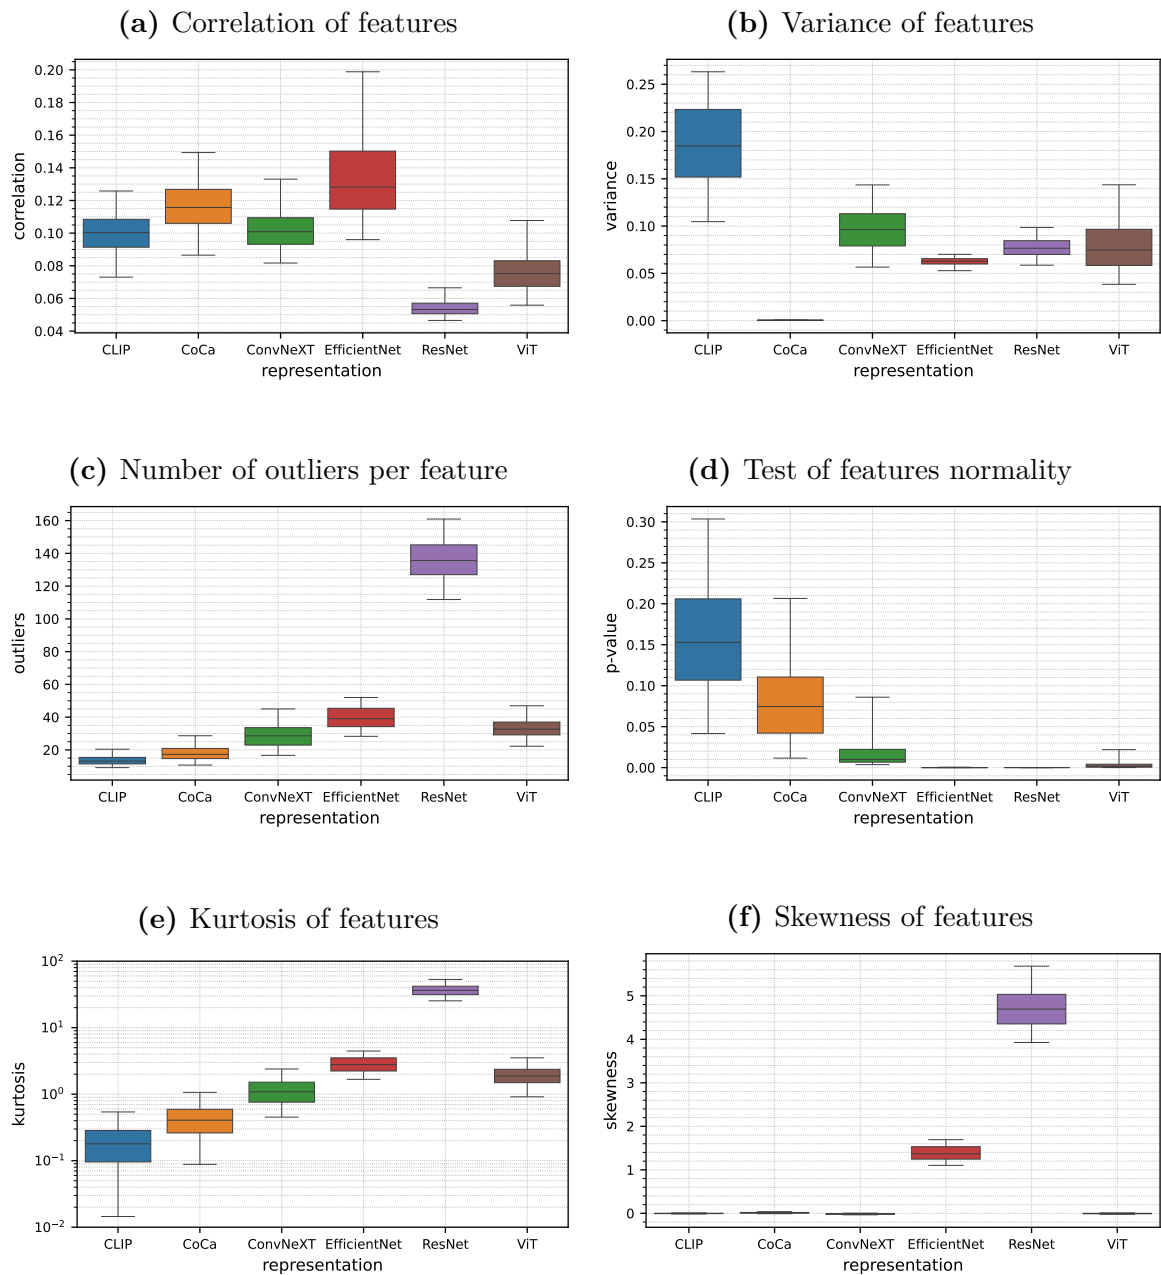 (a) Correlation of features
0.20
0.18
0.16
0.14
0.12
0.10
0.08
0.06
0.04
correlation
CLIP CoCa ConvNeXT EfficientNet ResNet ViT
representation
(b) Variance of features
0.25
0.20
0.15
0.10
0.05
0.00
variance
CLIP CoCa ConvNeXT EfficientNet ResNet ViT
representation
(c) Number of outliers per feature
160
140
120
100
80
60
40
20
outliers
CLIP CoCa ConvNeXT EfficientNet ResNet ViT
representation
(d) Test of features normality
0.30
0.25
0.20
0.15
0.10
0.05
0.00
p-value
CLIP CoCa ConvNeXT EfficientNet ResNet ViT
representation
(e) Kurtosis of features
10²
10¹
10⁰
10⁻¹
10⁻²
kurtosis
CLIP CoCa ConvNeXT EfficientNet ResNet ViT
representation
(f) Skewness of features
5
4
3
2
1
0
skewness
CLIP CoCa ConvNeXT EfficientNet ResNet ViT
representation